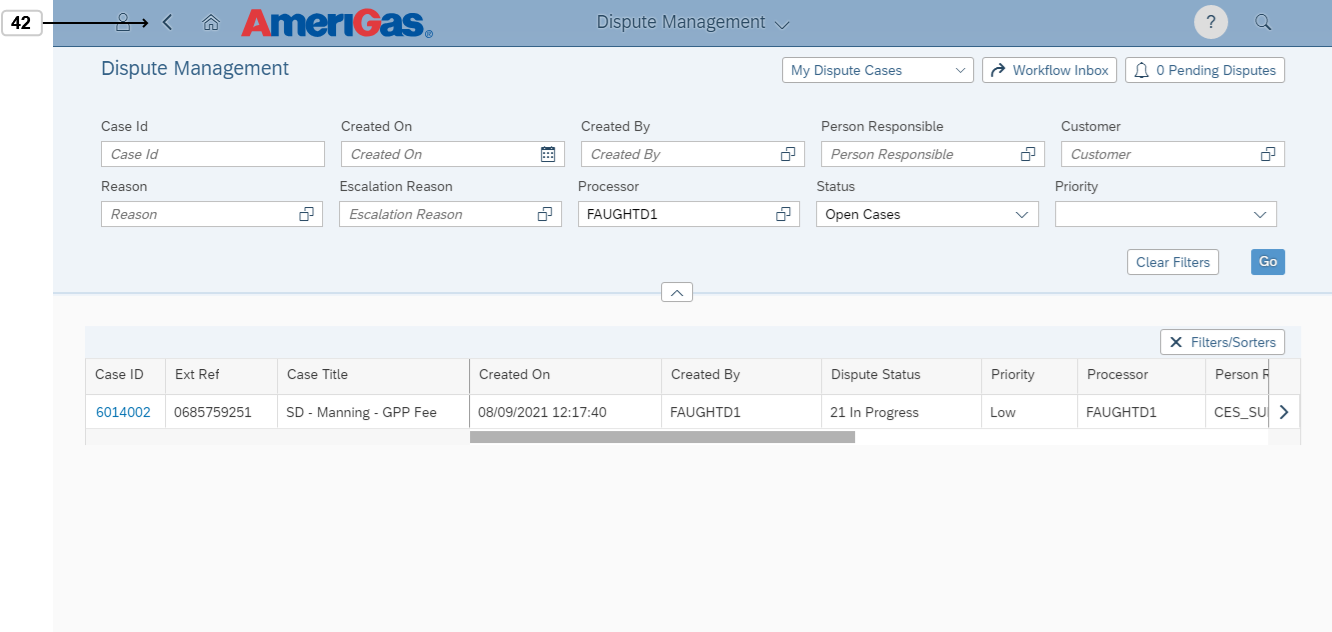 42
AmeriGas®
Dispute Management
?
Dispute Management
My Dispute Cases
Workflow Inbox
0 Pending Disputes
Case Id
Created On
Created By
Person Responsible
Customer
Case Id
Created On
Created By
Person Responsible
Customer
Reason
Escalation Reason
Processor
Status
Priority
Reason
Escalation Reason
FAUGHTD1
Open Cases
Clear Filters
Go
Filters/Sorters
Case ID Ext Ref Case Title Created On Created By Dispute Status Priority Processor Person R
6014002 0685759251 SD - Manning - GPP Fee 08/09/2021 12:17:40 FAUGHTD1 21 In Progress Low FAUGHTD1 CES_SU